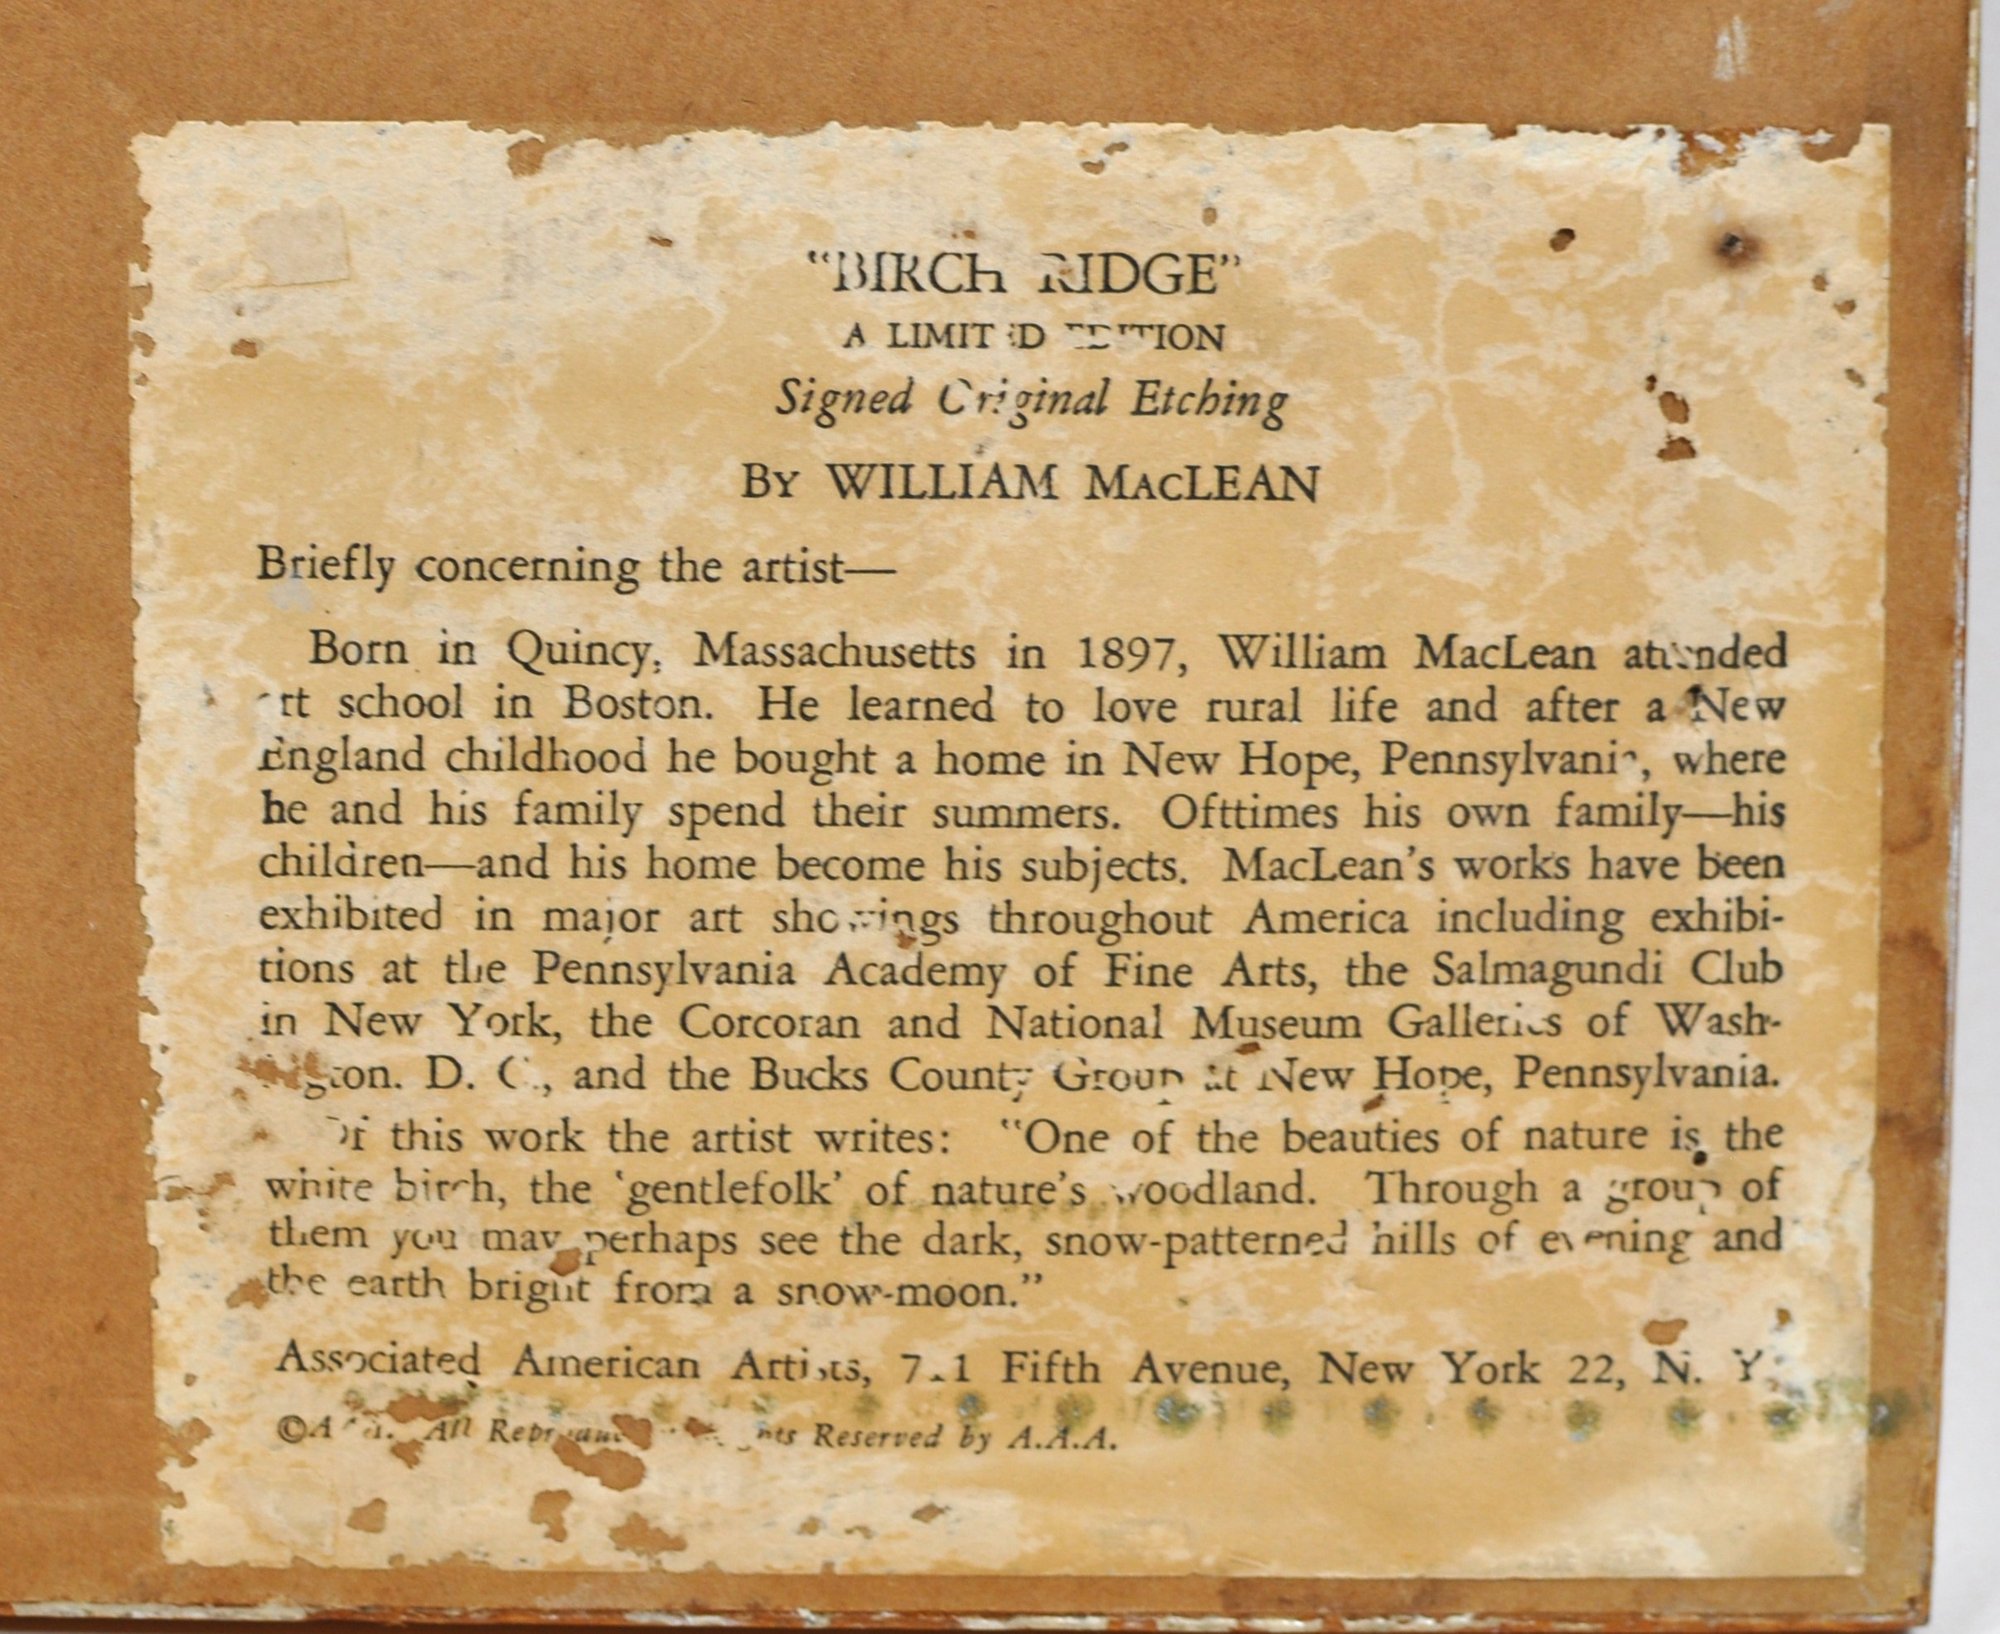 "BIRCH RIDGE"
A LIMITED EDITION
Signed Original Etching
By WILLIAM MacLEAN
Briefly concerning the artist—
Born in Quincy, Massachusetts in 1897, William MacLean attended
art school in Boston. He learned to love rural life and after a New
England childhood he bought a home in New Hope, Pennsylvania, where
he and his family spend their summers. Ofttimes his own family—his
children—and his home become his subjects. MacLean's works have been
exhibited in major art showings throughout America including exhibi-
tions at the Pennsylvania Academy of Fine Arts, the Salmagundi Club
in New York, the Corcoran and National Museum Galleries of Wash-
ington. D. C., and the Bucks County Group at New Hope, Pennsylvania.
Of this work the artist writes: "One of the beauties of nature is the
white birch, the 'gentlefolk' of nature's woodland. Through a group of
them you may perhaps see the dark, snow-patterned hills of evening and
the earth bright from a snow-moon."
Associated American Artists, Fifth Avenue, New York 22, N. Y.
All Rights Reserved by A.A.A.